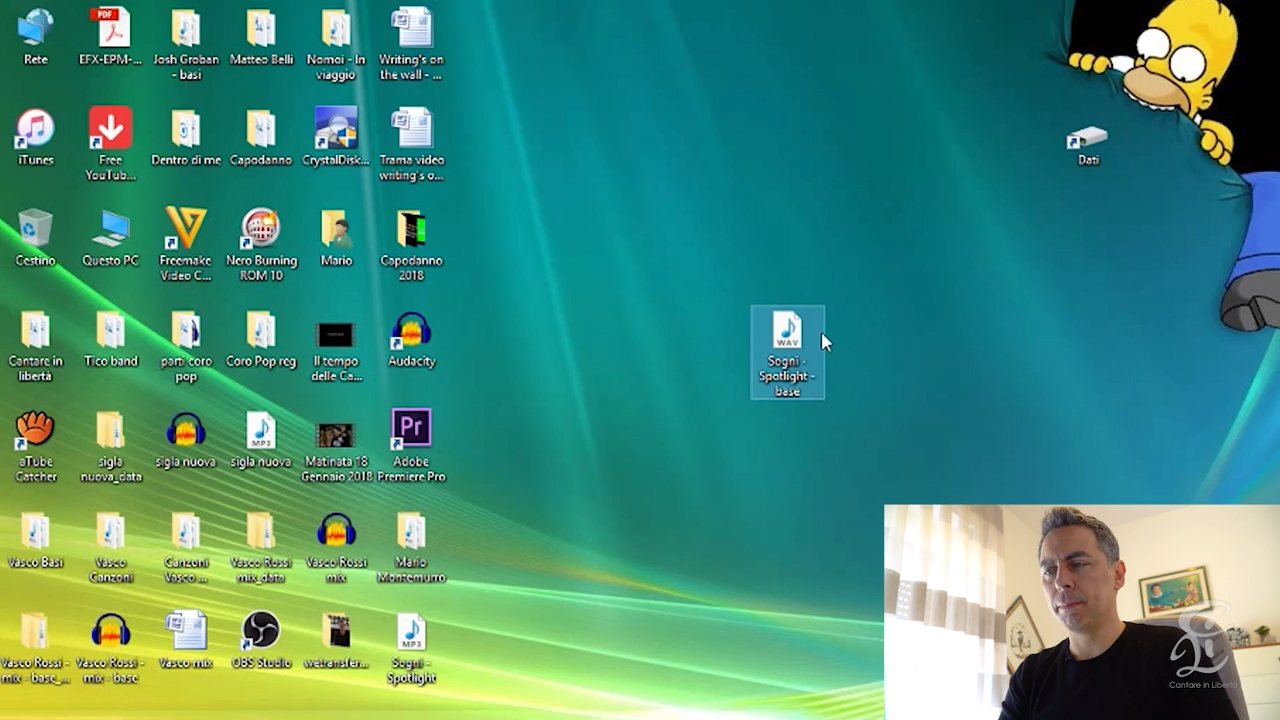 PDF
Rete
EFX-EPM-...
Josh Groban
- basi
Matteo Belli
Nomoi - In
viaggio
Writing's on
the wall - ...
iTunes
Free
YouTub...
Dentro di me
Capodanno
CrystalDisk...
Trama video
writing's o...
Dati
Cestino
Questo PC
Freemake
Video C...
Nero Burning
ROM 10
Mario
Capodanno
2018
Cantare in
libertà
Tico band
parti coro
pop
Coro Pop reg
Il tempo
delle Ca...
Audacity
WAV
Sogni -
Spotlight -
base
MP3
Pr
aTube
Catcher
sigla
nuova_data
sigla nuova
sigla nuova
Matinata 18
Gennaio 2018
Adobe
Premiere Pro
Vasco Basi
Vasco
Canzoni
Canzoni
Vasco ...
Vasco Rossi
mix_data
Vasco Rossi
mix
Mario
Montemurro
MP3
Vasco Rossi -
mix - base_...
Vasco Rossi -
mix - base
Vasco mix
OBS Studio
wetransfer...
Sogni -
Spotlight
Cantare in Libertà